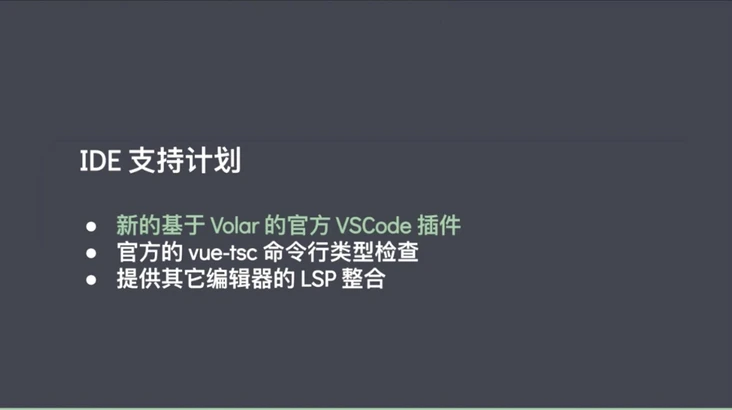 IDE 支持计划
● 新的基于 Volar 的官方 VSCode 插件
● 官方的 vue-tsc 命令行类型检查
● 提供其它编辑器的 LSP 整合